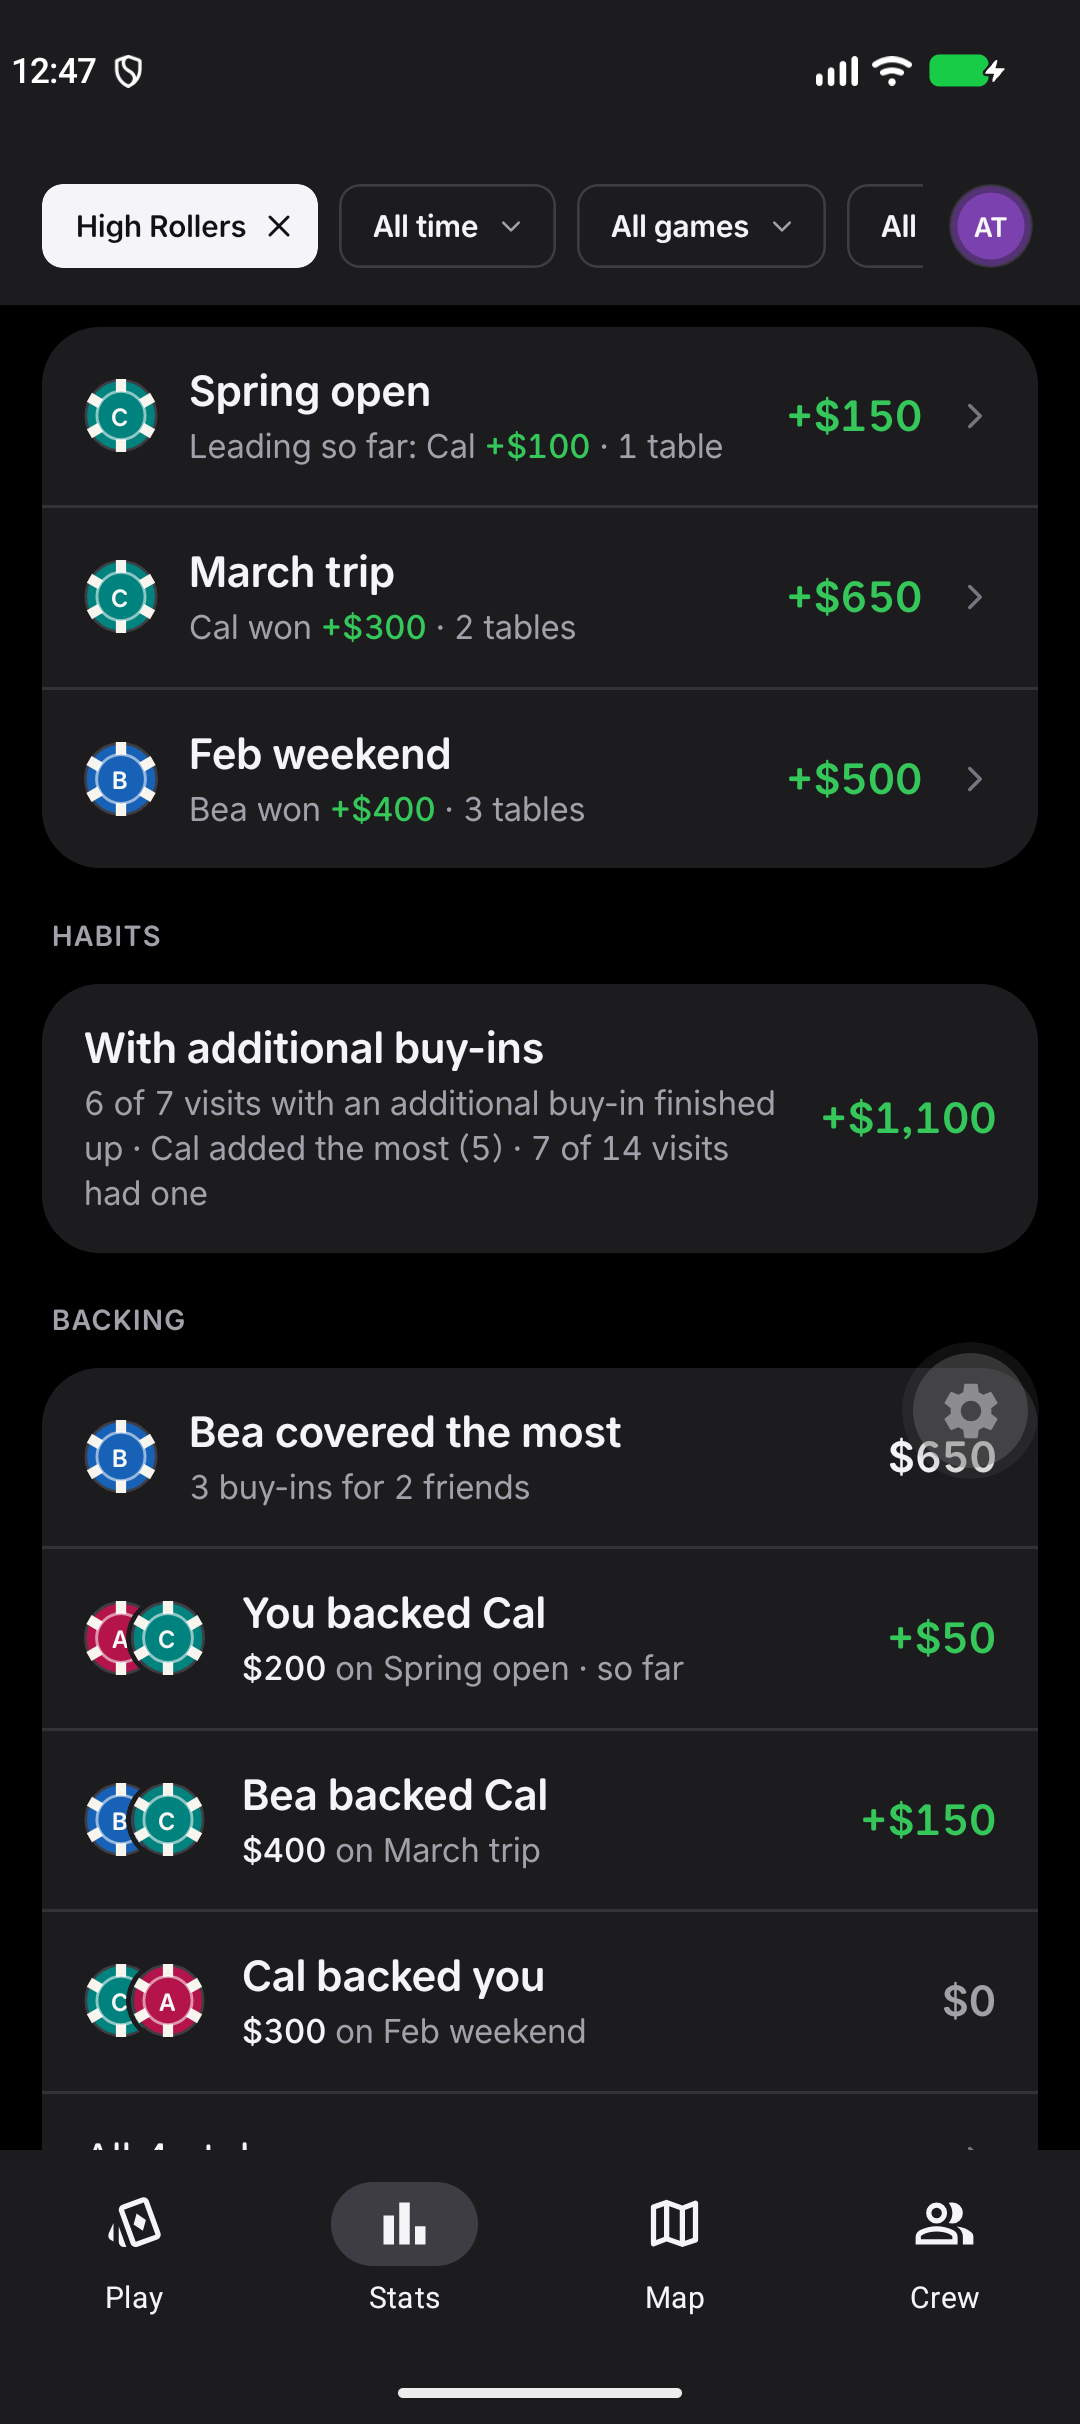 12:47
High Rollers
All time
All games
All
AT
C
Spring open
Leading so far: Cal +$100 · 1 table
+$150
C
March trip
Cal won +$300 · 2 tables
+$650
B
Feb weekend
Bea won +$400 · 3 tables
+$500
HABITS
With additional buy-ins
6 of 7 visits with an additional buy-in finished
up · Cal added the most (5) · 7 of 14 visits
had one
+$1,100
BACKING
B
Bea covered the most
3 buy-ins for 2 friends
$650
A
C
You backed Cal
$200 on Spring open · so far
+$50
B
C
Bea backed Cal
$400 on March trip
+$150
C
A
Cal backed you
$300 on Feb weekend
$0
Play
Stats
Map
Crew